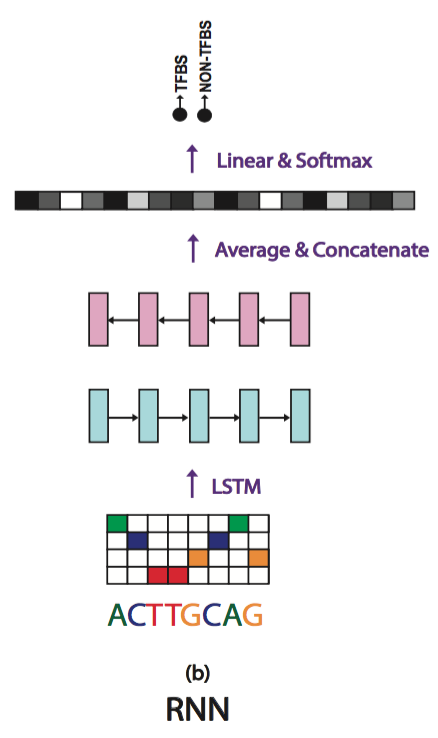 TFBS
NON-TFBS
Linear & Softmax
Average & Concatenate
LSTM
ACTTGCAG
(b)
RNN